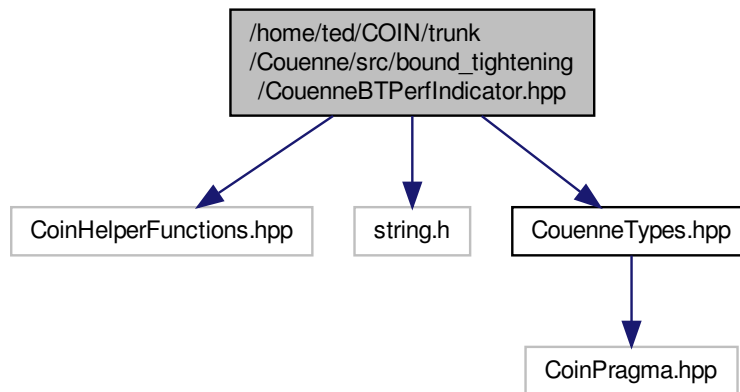 /home/ted/COIN/trunk
/Couenne/src/bound_tightening
/CouenneBTPerfIndicator.hpp
CoinHelperFunctions.hpp
string.h
CouenneTypes.hpp
CoinPragma.hpp